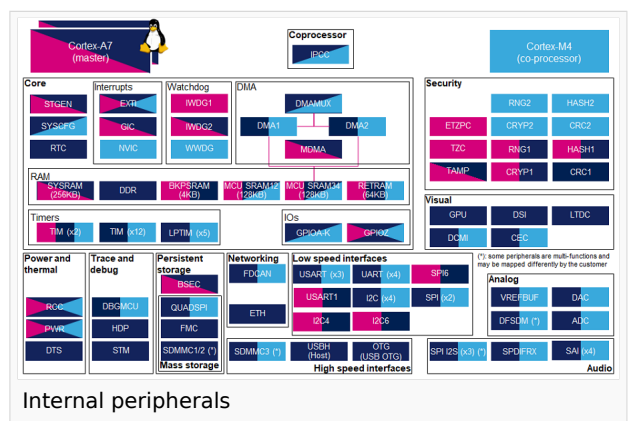 Cortex-A7
(master)
Coprocessor
IPCC
Cortex-M4
(co-processor)
Core
STGEN
SYSCFG
RTC
Interrupts
EXTI
GIC
NVIC
Watchdog
IWDG1
IWDG2
WWDG
DMA
DMAMUX
DMA1
DMA2
MDMA
Security
RNG2
HASH2
ETZPC
CRYP2
CRC2
TZC
RNG1
HASH1
TAMP
CRYP1
CRC1
RAM
SYSRAM
(256KB)
DDR
BKPSRAM
(4KB)
MCU SRAM12
(128KB)
MCU SRAM34
(128KB)
RETRAM
(64KB)
Timers
TIM (x2)
TIM (x12)
LPTIM (x5)
IOs
GPIOA-K
GPIOZ
Visual
GPU
DSI
LTDC
DCMI
CEC
(*): some peripherals are multi-functions and
may be mapped differently by the customer
Power and
thermal
RCC
PWR
DTS
Trace and
debug
DBGMCU
HDP
STM
Persistent
storage
BSEC
QUADSPI
FMC
SDMMC1/2 (*)
Mass storage
Networking
FDCAN
ETH
Low speed interfaces
USART (x3)
UART (x4)
SPI6
USART1
I2C (x4)
SPI (x2)
I2C4
I2C6
Analog
VREFBUF
DAC
DFSDM (*)
ADC
SDMMC3 (*)
USBH
(Host)
OTG
(USB OTG)
High speed interfaces
SPI I2S (x3) (*)
SPDIFRX
SAI (x4)
Audio
Internal peripherals